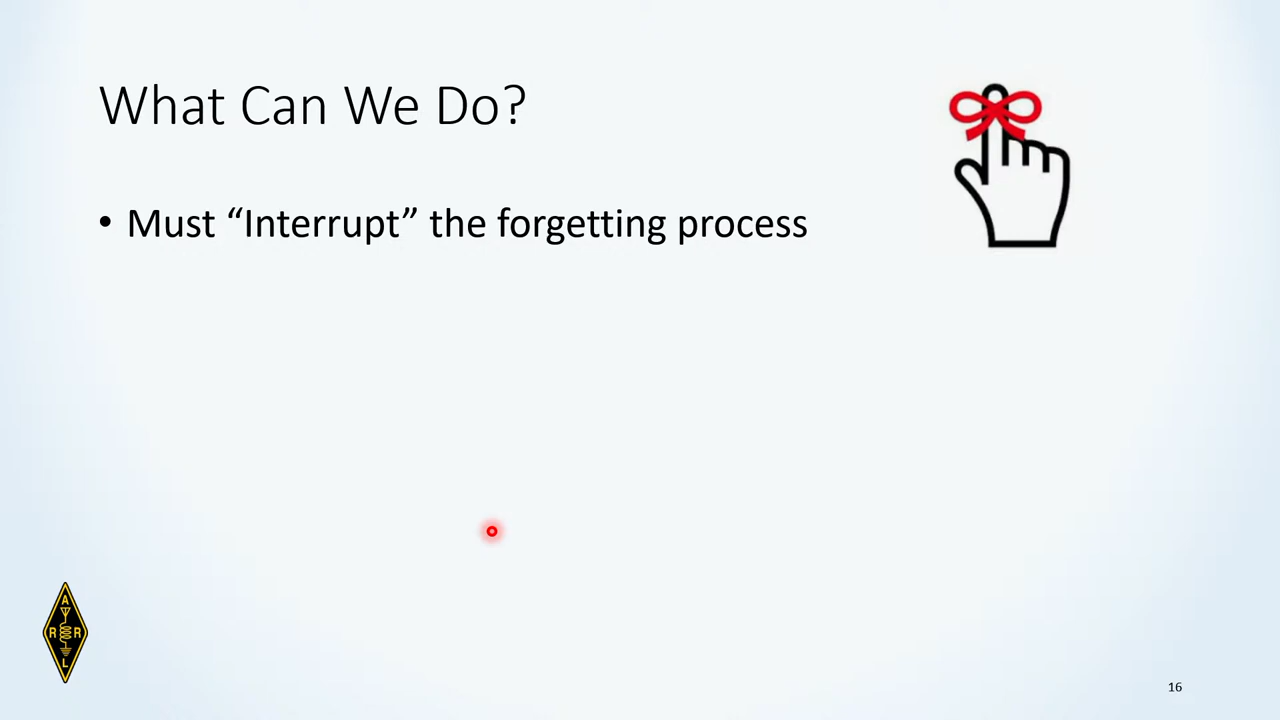 What Can We Do?
• Must “Interrupt” the forgetting process
A
R R
L
16